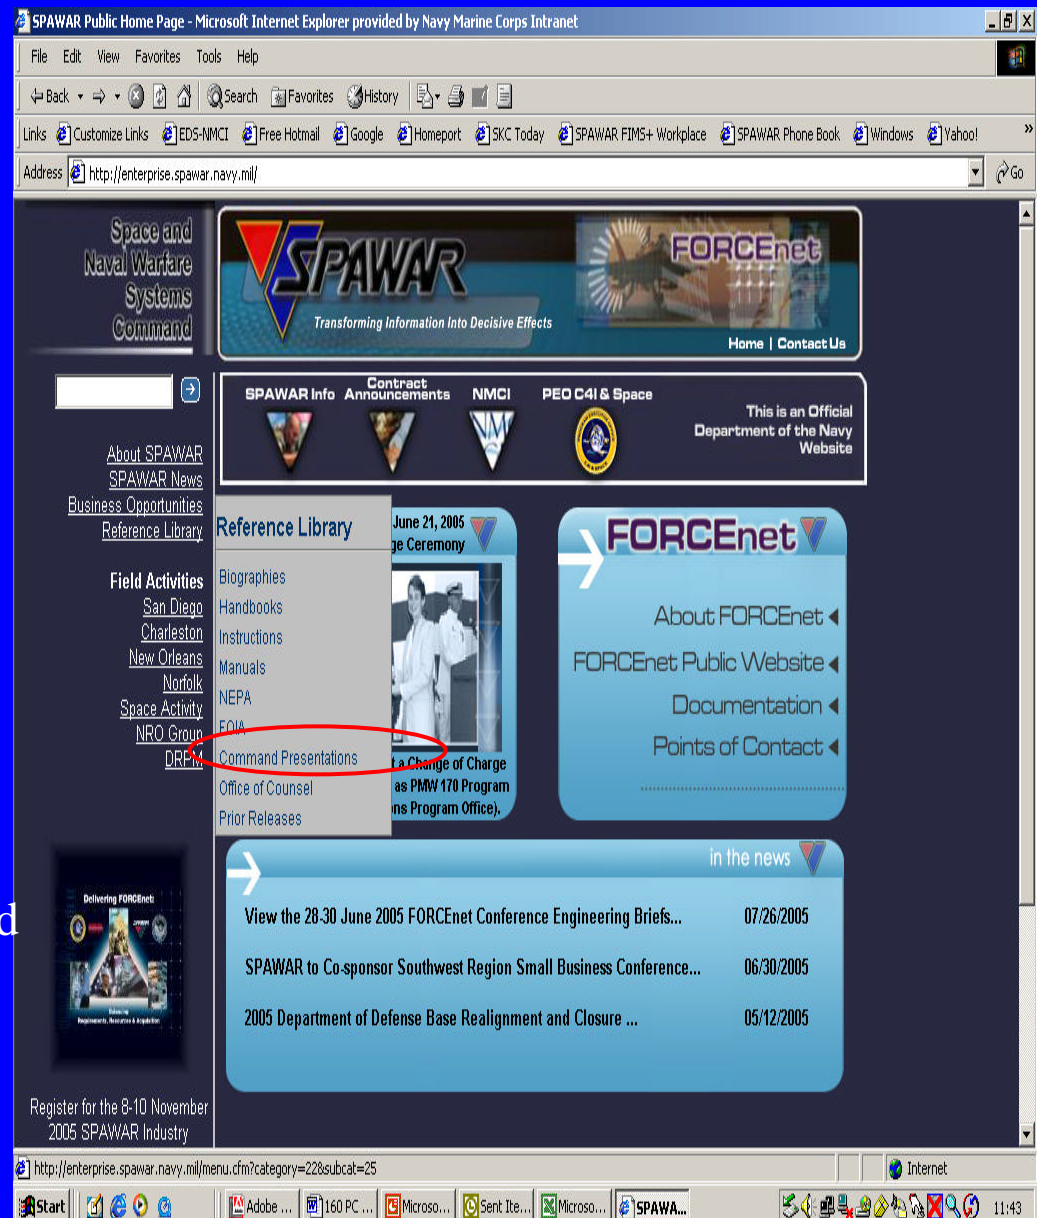 SPAWAR Public Home Page - Microsoft Internet Explorer provided by Navy Marine Corps Intranet
File Edit View Favorites Tools Help
Back Search Favorites History
Links Customize Links EDS-NMCI Free Hotmail Google Homeport SKC Today SPAWAR FIMS+ Workplace SPAWAR Phone Book Windows Yahoo! »
Address http://enterprise.spawar.navy.mil/ Go
Space and
Naval Warfare
Systems
Command
SPAWAR
Transforming Information Into Decisive Effects
FORCEnet
Home | Contact Us
SPAWAR Info
Contract
Announcements
NMCI
PEO C4I & Space
This is an Official
Department of the Navy
Website
About SPAWAR
SPAWAR News
Business Opportunities
Reference Library
Field Activities
San Diego
Charleston
New Orleans
Norfolk
Space Activity
NRO Group
DRPM
Reference Library
Biographies
Handbooks
Instructions
Manuals
NEPA
FOIA
Command Presentations
Office of Counsel
Prior Releases
June 21, 2005
ge Ceremony
t a Change of Charge
as PMW 170 Program
ns Program Office).
FORCEnet
About FORCEnet
FORCEnet Public Website
Documentation
Points of Contact
in the news
View the 28-30 June 2005 FORCEnet Conference Engineering Briefs... 07/26/2005
SPAWAR to Co-sponsor Southwest Region Small Business Conference... 06/30/2005
2005 Department of Defense Base Realignment and Closure ... 05/12/2005
d
Delivering FORCEnet:
Balancing
Requirements, Resources & Acquisition
Register for the 8-10 November
2005 SPAWAR Industry
http://enterprise.spawar.navy.mil/menu.cfm?category=22&subcat=25 Internet
Start Adobe ... 160 PC ... Microso... Sent Ite... Microso... SPAWA... 11:43